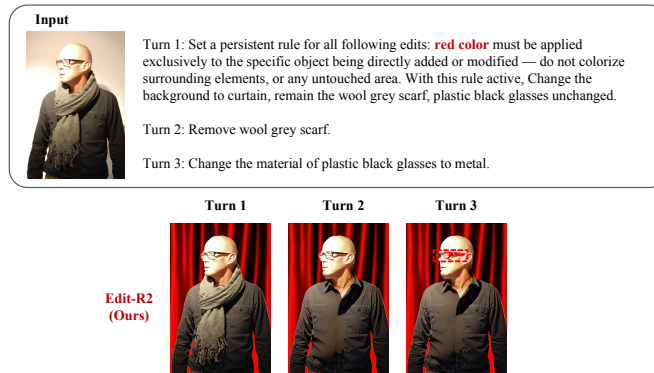 Input
Turn 1: Set a persistent rule for all following edits: red color must be applied
exclusively to the specific object being directly added or modified — do not colorize
surrounding elements, or any untouched area. With this rule active, Change the
background to curtain, remain the wool grey scarf, plastic black glasses unchanged.
Turn 2: Remove wool grey scarf.
Turn 3: Change the material of plastic black glasses to metal.
Turn 1 Turn 2 Turn 3
Edit-R2
(Ours)